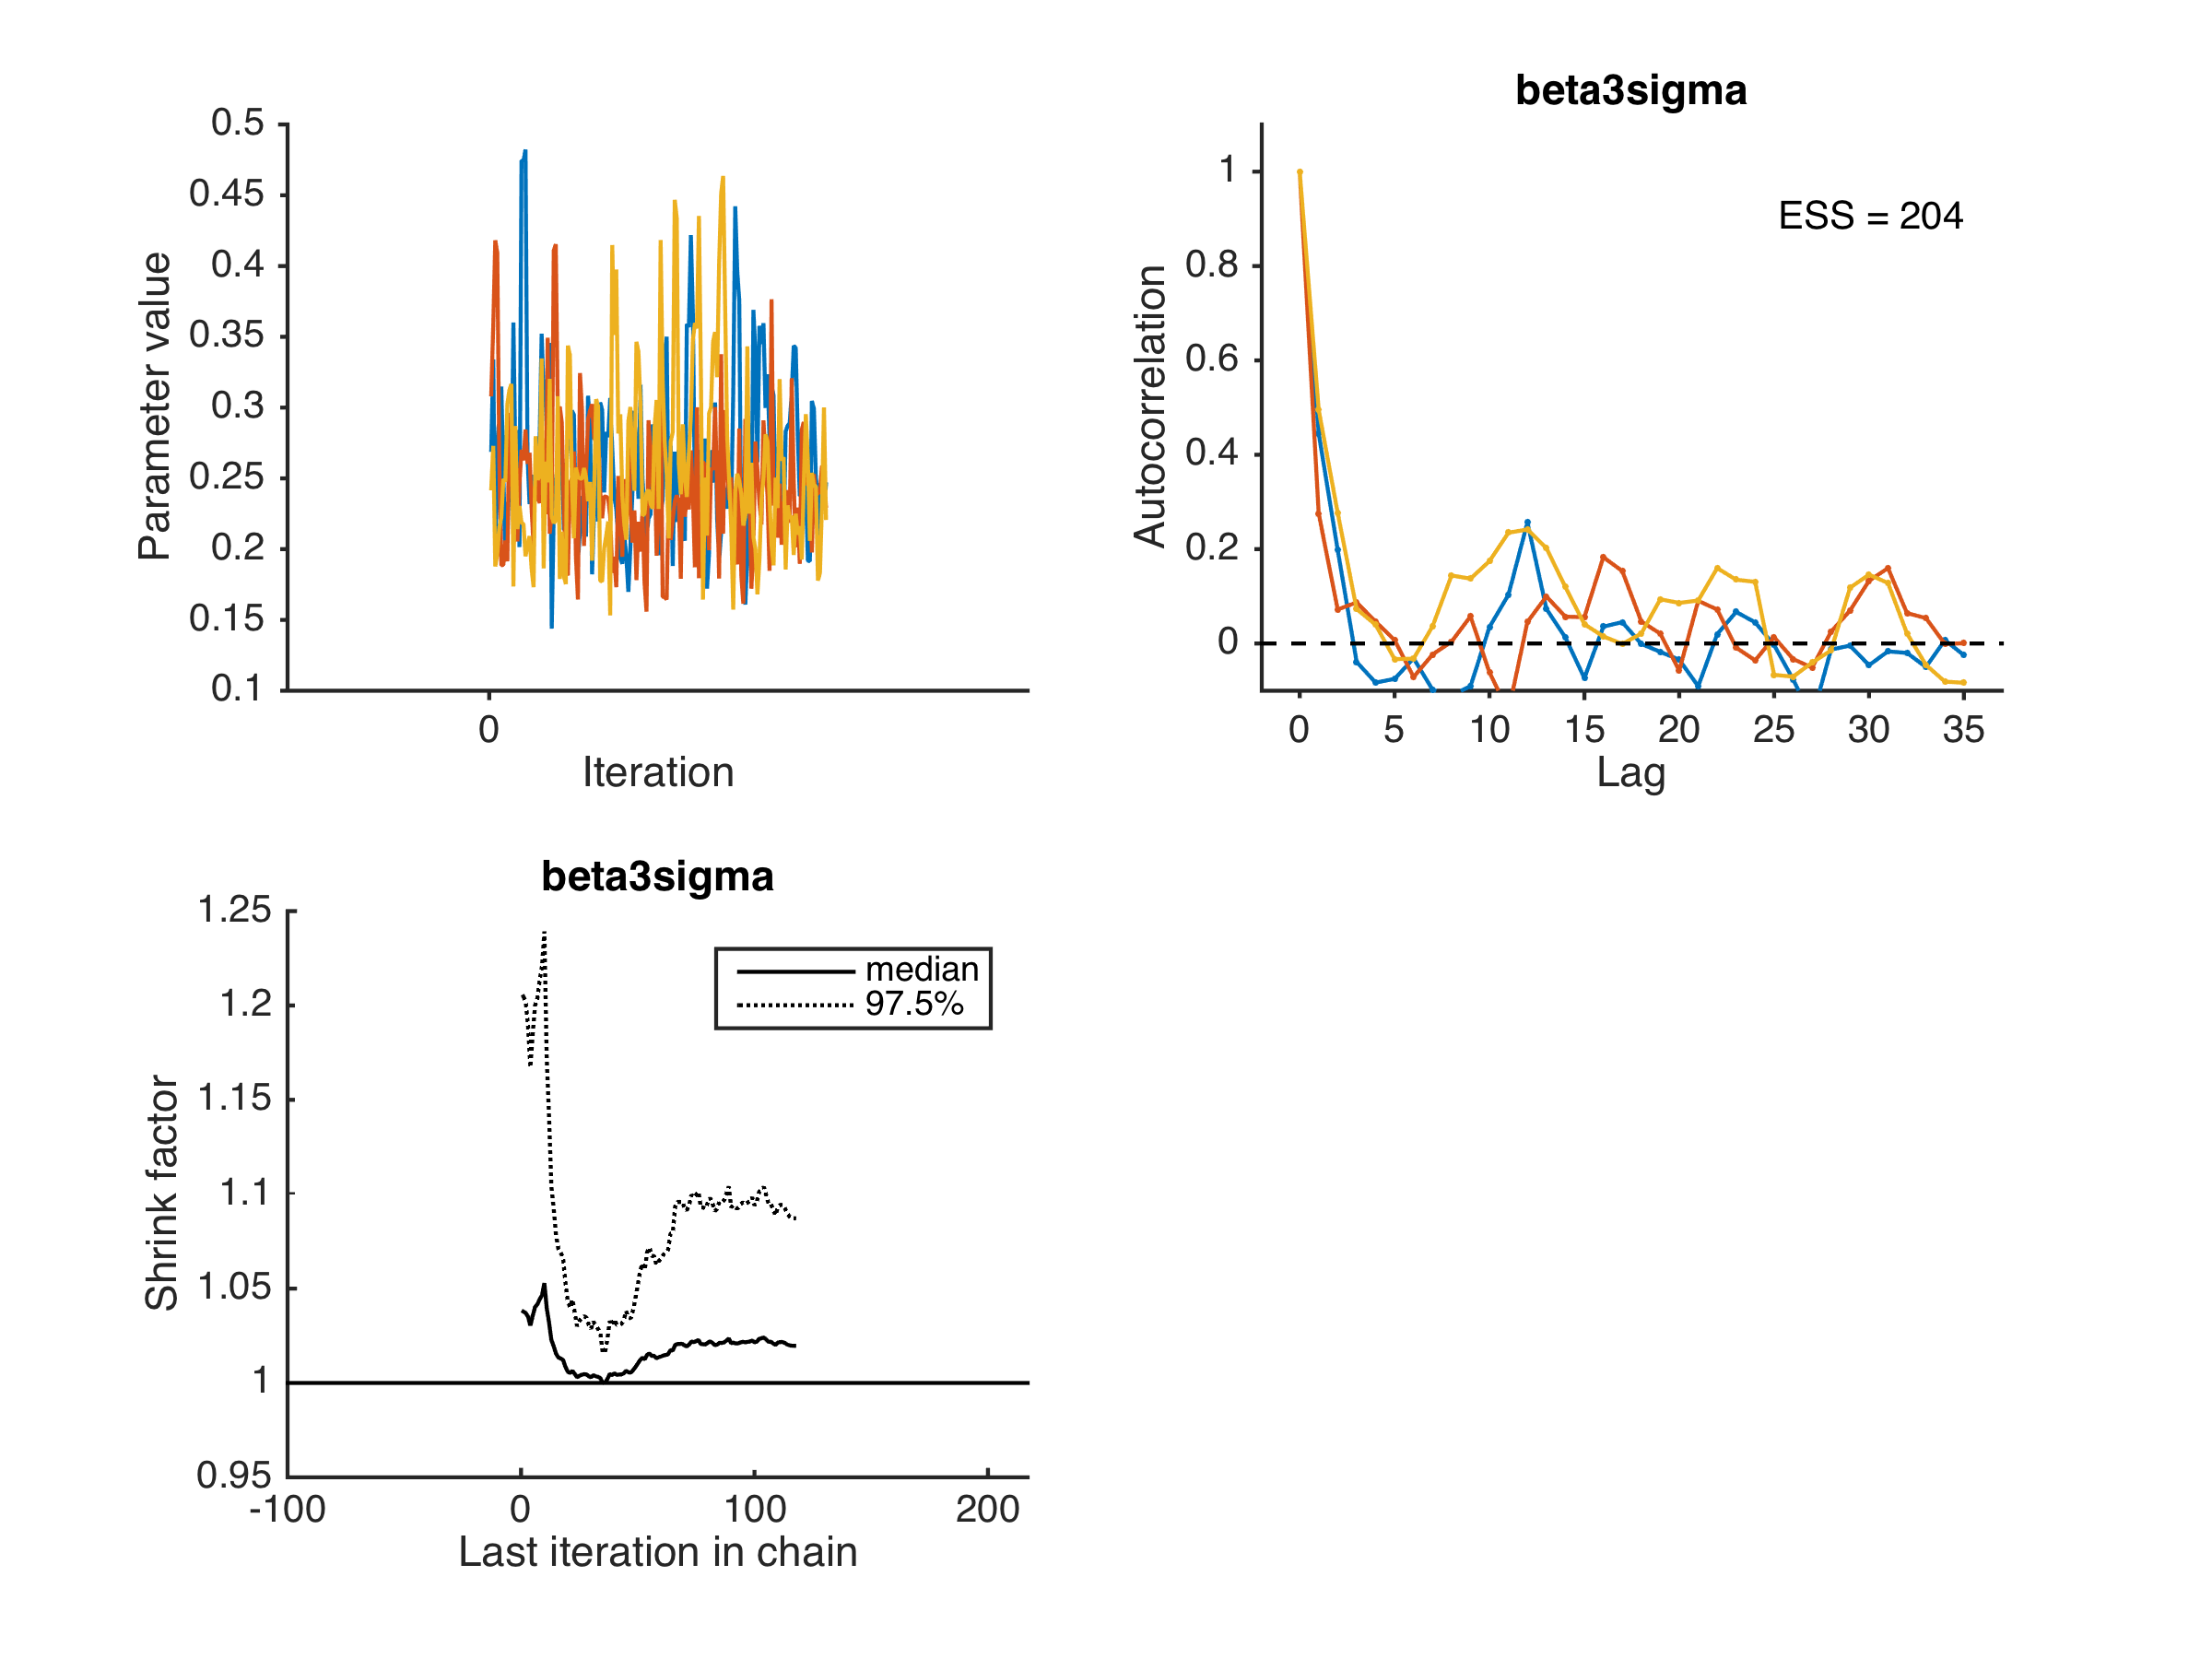 0.5
0.45
0.4
0.35
0.3
0.25
0.2
0.15
0.1
Parameter value
0
Iteration
beta3sigma
ESS = 204
1
0.8
0.6
0.4
0.2
0
Autocorrelation
0 5 10 15 20 25 30 35
Lag
beta3sigma
1.25
1.2
1.15
1.1
1.05
1
0.95
Shrink factor
median
97.5%
-100 0 100 200
Last iteration in chain